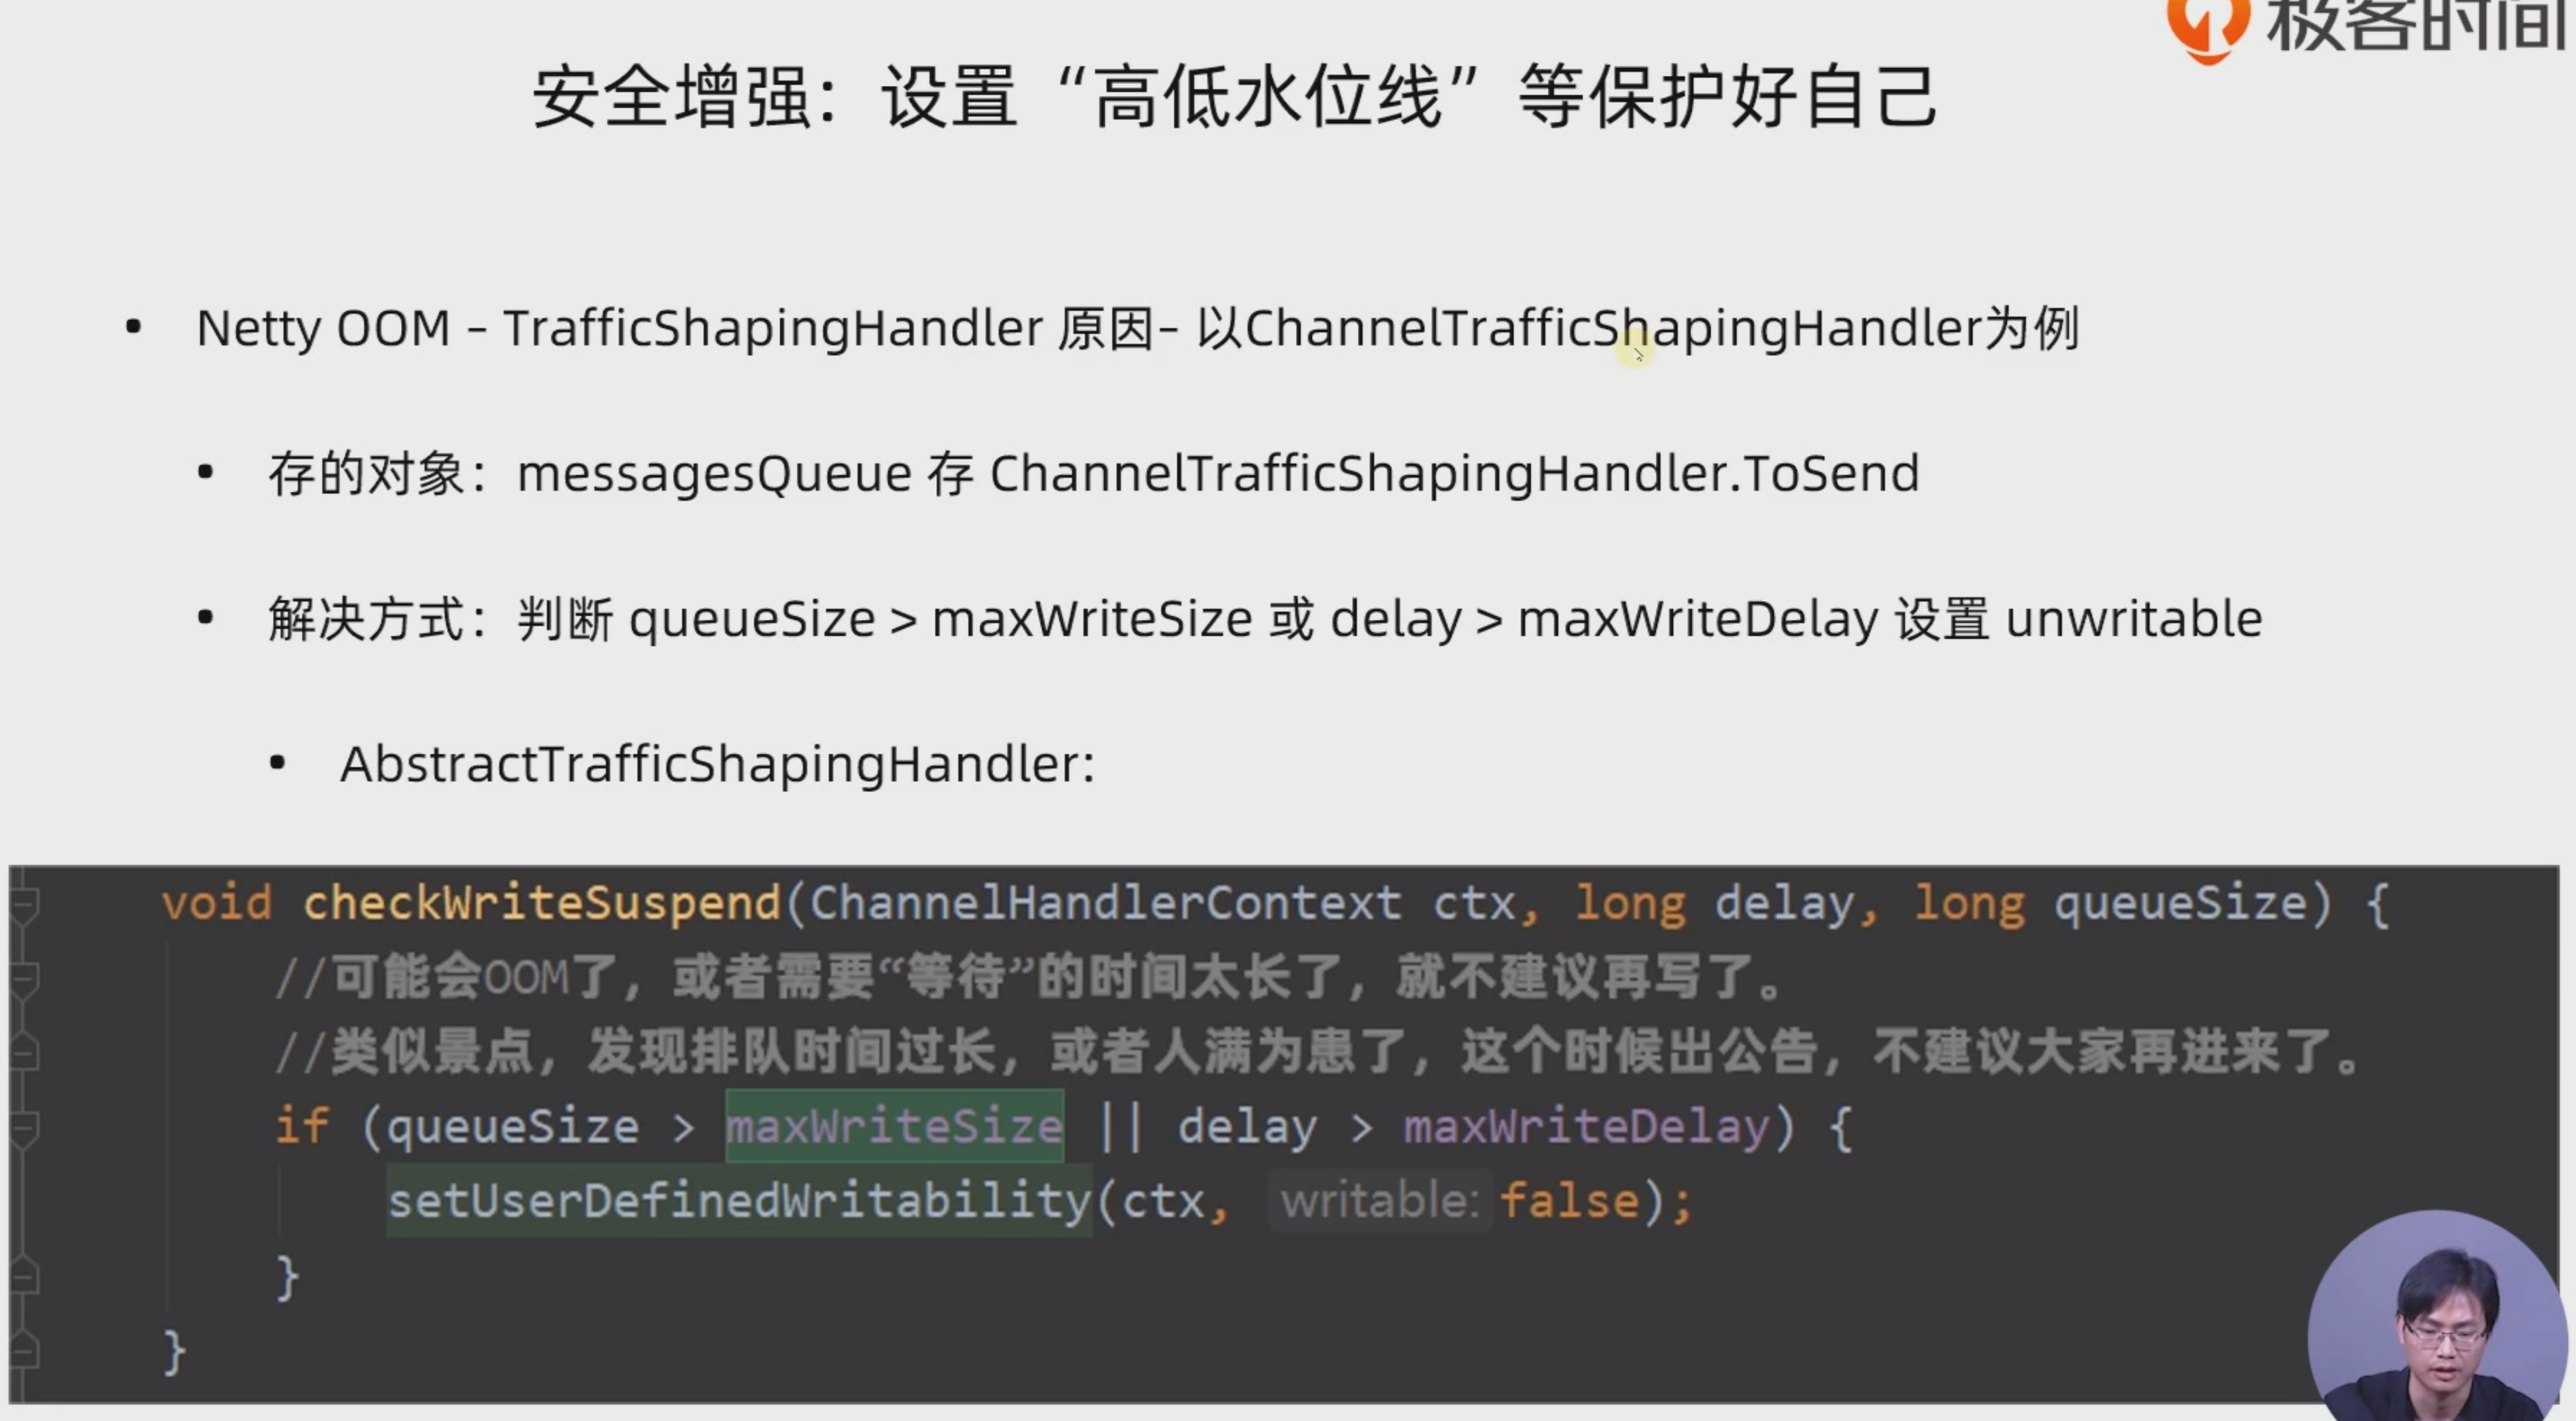 极客时间
安全增强：设置“高低水位线”等保护好自己
• Netty OOM – TrafficShapingHandler 原因– 以ChannelTrafficShapingHandler为例
• 存的对象：messagesQueue 存 ChannelTrafficShapingHandler.ToSend
• 解决方式：判断 queueSize > maxWriteSize 或 delay > maxWriteDelay 设置 unwritable
• AbstractTrafficShapingHandler:
void checkWriteSuspend(ChannelHandlerContext ctx, long delay, long queueSize) {
//可能会OOM了，或者需要“等待”的时间太长了，就不建议再写了。
//类似景点，发现排队时间过长，或者人满为患了，这个时候出公告，不建议大家再进来了。
if (queueSize > maxWriteSize || delay > maxWriteDelay) {
setUserDefinedWritability(ctx, writable: false);
}
}